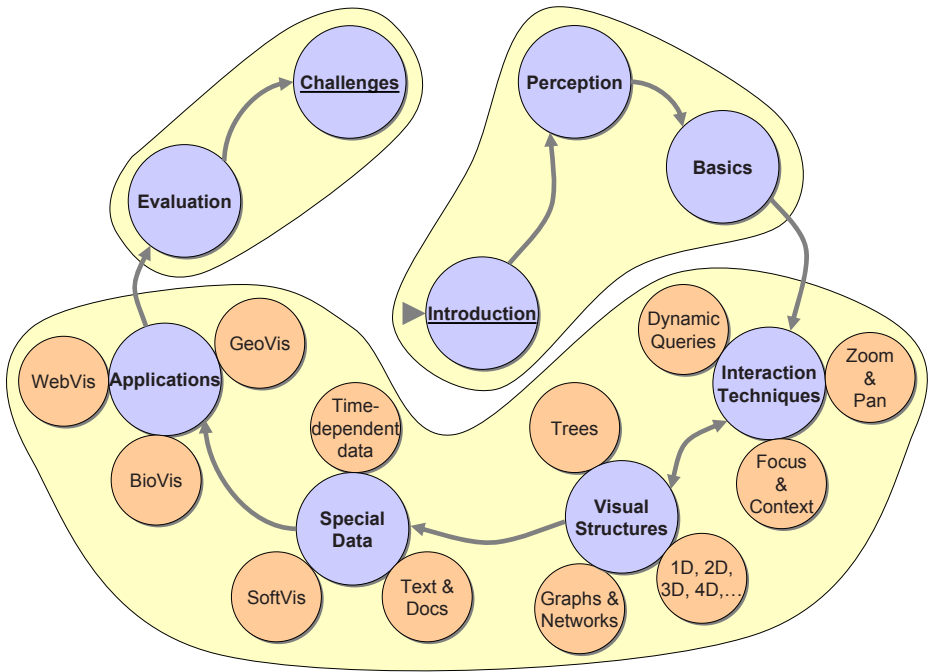 Challenges
Perception
Basics
Evaluation
Introduction
Dynamic
Queries
Zoom
&
Pan
Interaction
Techniques
GeoVis
WebVis
Applications
Time-
dependent
data
Trees
BioVis
Focus
&
Context
Visual
Structures
Special
Data
1D, 2D,
3D, 4D,…
SoftVis
Text &
Docs
Graphs &
Networks